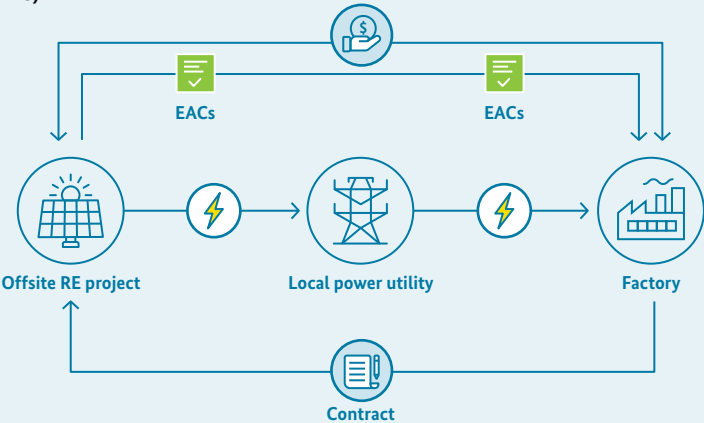 $
EACs
EACs
Offsite RE project
Local power utility
Factory
Contract